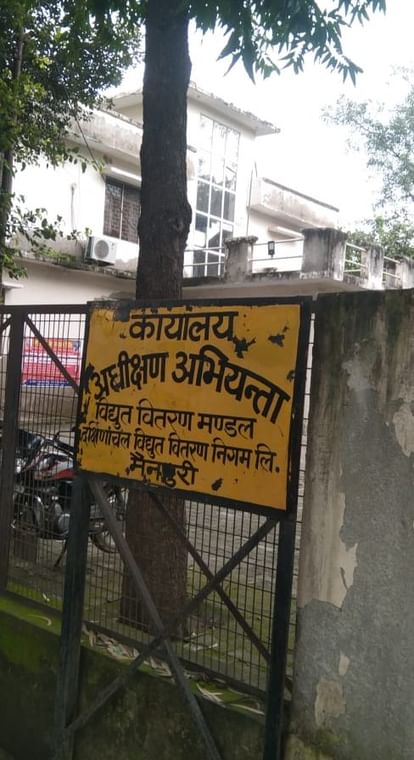 कार्यालय
अधीक्षण अभियन्ता
विद्युत वितरण मण्डल
दक्षिणांचल विद्युत वितरण निगम लि.
मैनपुरी